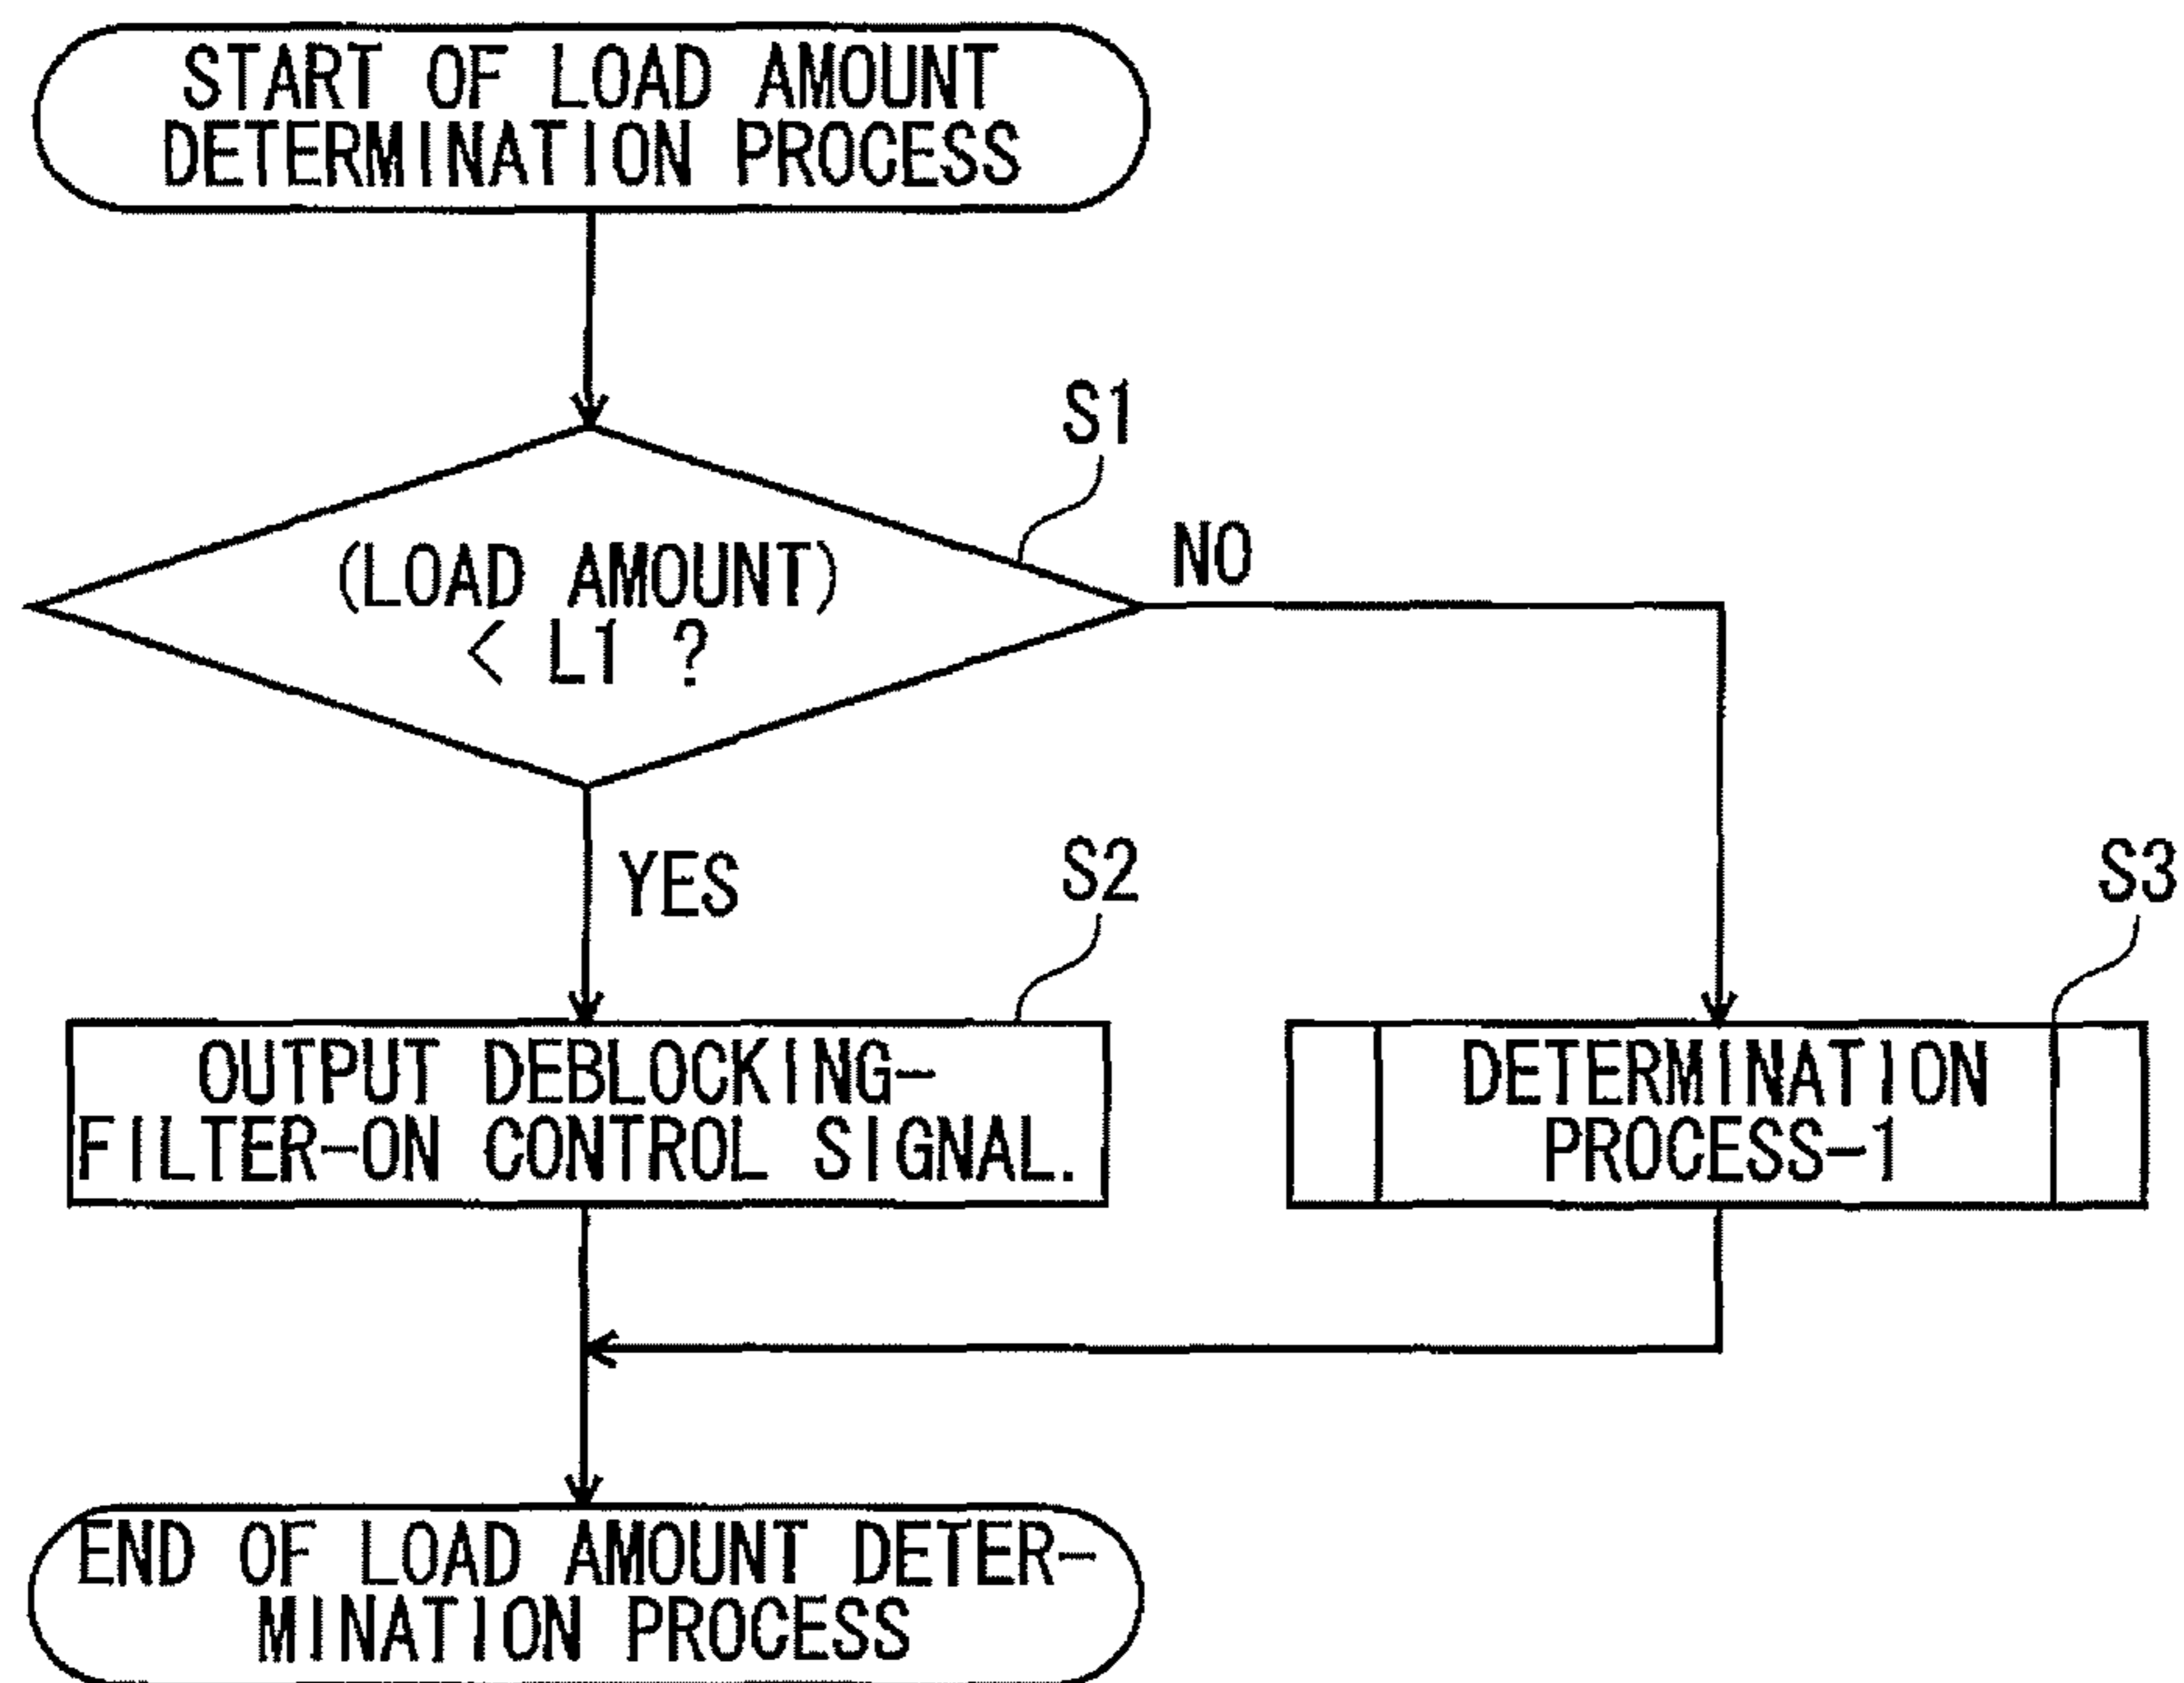 START OF LOAD AMOUNT
DETERMINATION PROCESS
S1
(LOAD AMOUNT)
< L1 ?
NO
YES
S2
S3
OUTPUT DEBLOCKING-
FILTER-ON CONTROL SIGNAL.
DETERMINATION
PROCESS-1
END OF LOAD AMOUNT DETER-
MINATION PROCESS